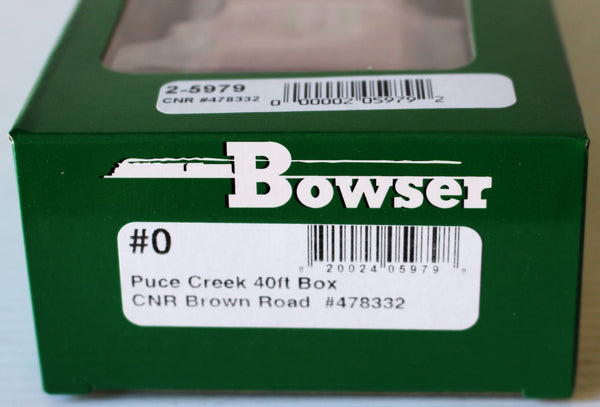 2-5979
CNR #478332
0 00002 05979 2
Bowser
#0
8 20024 05979 8
Puce Creek 40ft Box
CNR Brown Road #478332